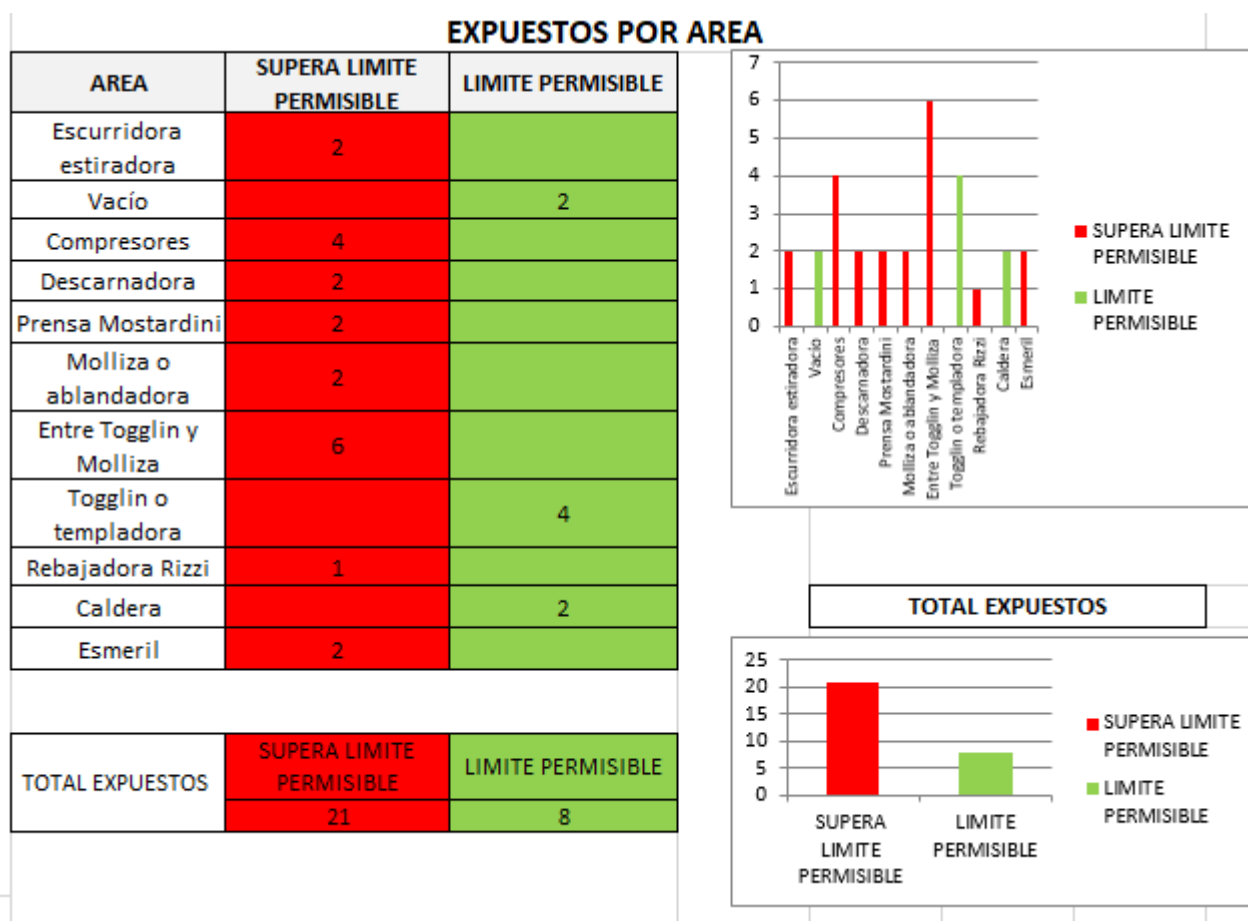 EXPUESTOS POR AREA
AREA
SUPERA LIMITE
PERMISIBLE
LIMITE PERMISIBLE
Escurridora
estiradora
2
Vacío
2
Compresores
4
Descarnadora
2
Prensa Mostardini
2
Molliza o
ablandadora
2
Entre Togglin y
Molliza
6
Togglin o
templadora
4
Rebajadora Rizzi
1
Caldera
2
Esmeril
2
TOTAL EXPUESTOS
SUPERA LIMITE
PERMISIBLE
LIMITE PERMISIBLE
21
8
7
6
5
4
3
2
1
0
Escurridora estiradora
Vacío
Compresores
Descarnadora
Prensa Mostardini
Molliza o ablandadora
Entre Togglin y Molliza
Togglin o templadora
Rebajadora Rizzi
Caldera
Esmeril
SUPERA LIMITE
PERMISIBLE
LIMITE
PERMISIBLE
TOTAL EXPUESTOS
25
20
15
10
5
0
SUPERA
LIMITE
PERMISIBLE
LIMITE
PERMISIBLE
SUPERA LIMITE
PERMISIBLE
LIMITE
PERMISIBLE